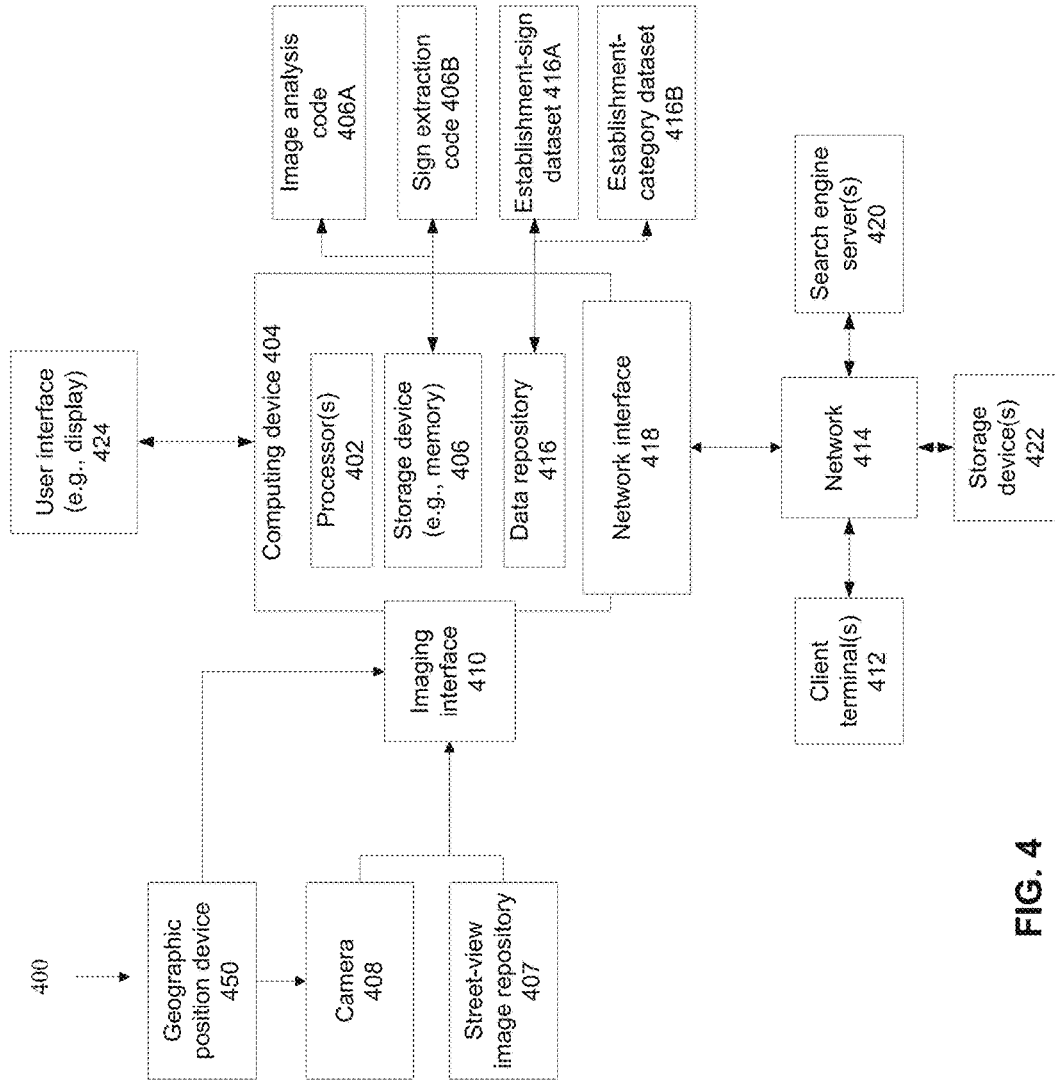 400
Geographic
position device
450
Camera
408
Street-view
image repository
407
Imaging
interface
410
User interface
(e.g., display)
424
Computing device 404
Processor(s)
402
Storage device
(e.g., memory)
406
Data repository
416
Network interface
418
Image analysis
code
406A
Sign extraction
code 406B
Establishment-sign
dataset 416A
Establishment-
category dataset
416B
Client
terminal(s)
412
Network
414
Search engine
server(s)
420
Storage
device(s)
422
FIG. 4